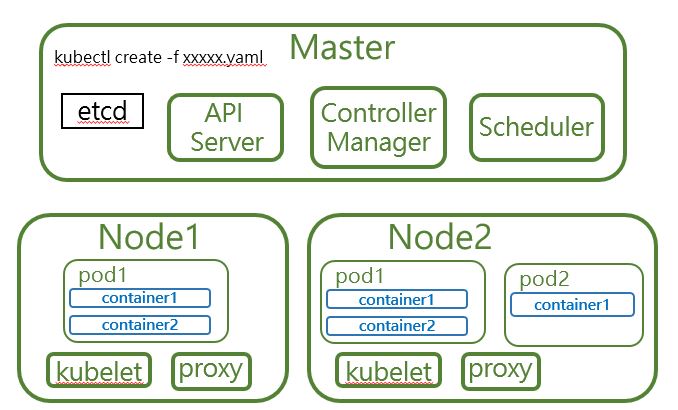 Master
kubectl create -f xxxxx.yaml
etcd
API
Server
Controller
Manager
Scheduler
Node1
pod1
container1
container2
kubelet
proxy
Node2
pod1
container1
container2
pod2
container1
kubelet
proxy